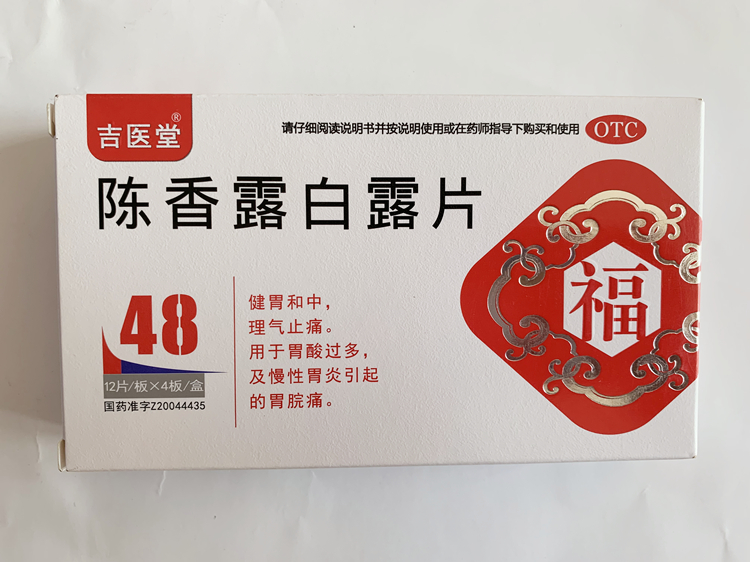 吉医堂®
请仔细阅读说明书并按说明使用或在药师指导下购买和使用
OTC
陈香露白露片
福
48
12片/板×4板/盒
国药准字Z20044435
健胃和中，
理气止痛。
用于胃酸过多，
及慢性胃炎引起
的胃脘痛。